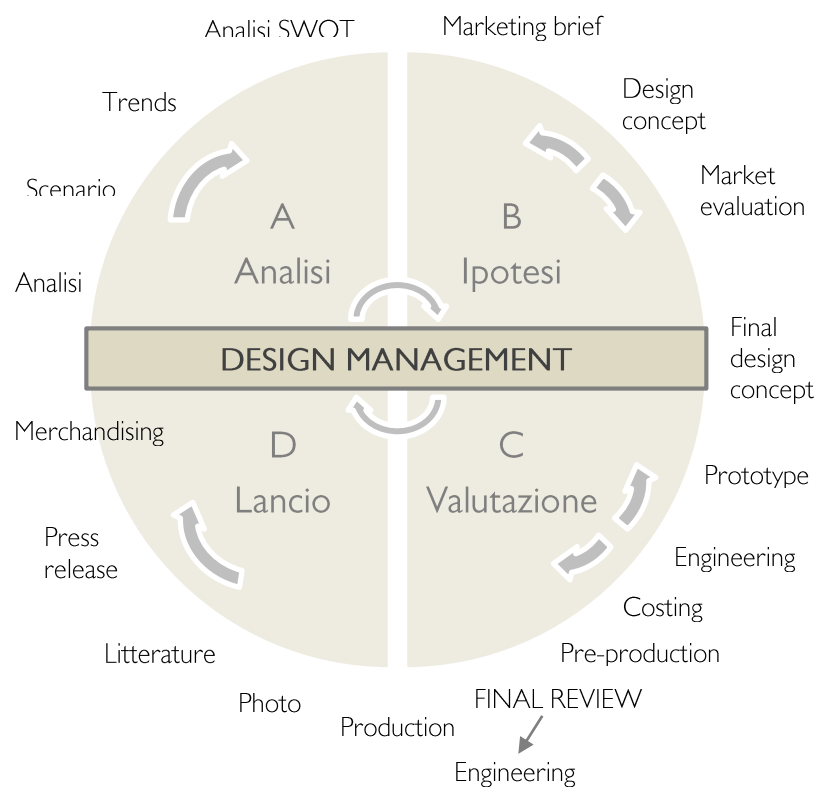 Analisi SWOT
Marketing brief
Trends
Design
concept
Scenario
Market
evaluation
A
Analisi
B
Ipotesi
Analisi
DESIGN MANAGEMENT
Final
design
concept
Merchandising
D
Lancio
C
Valutazione
Prototype
Press
release
Engineering
Costing
Litterature
Pre-production
Photo
FINAL REVIEW
Production
Engineering